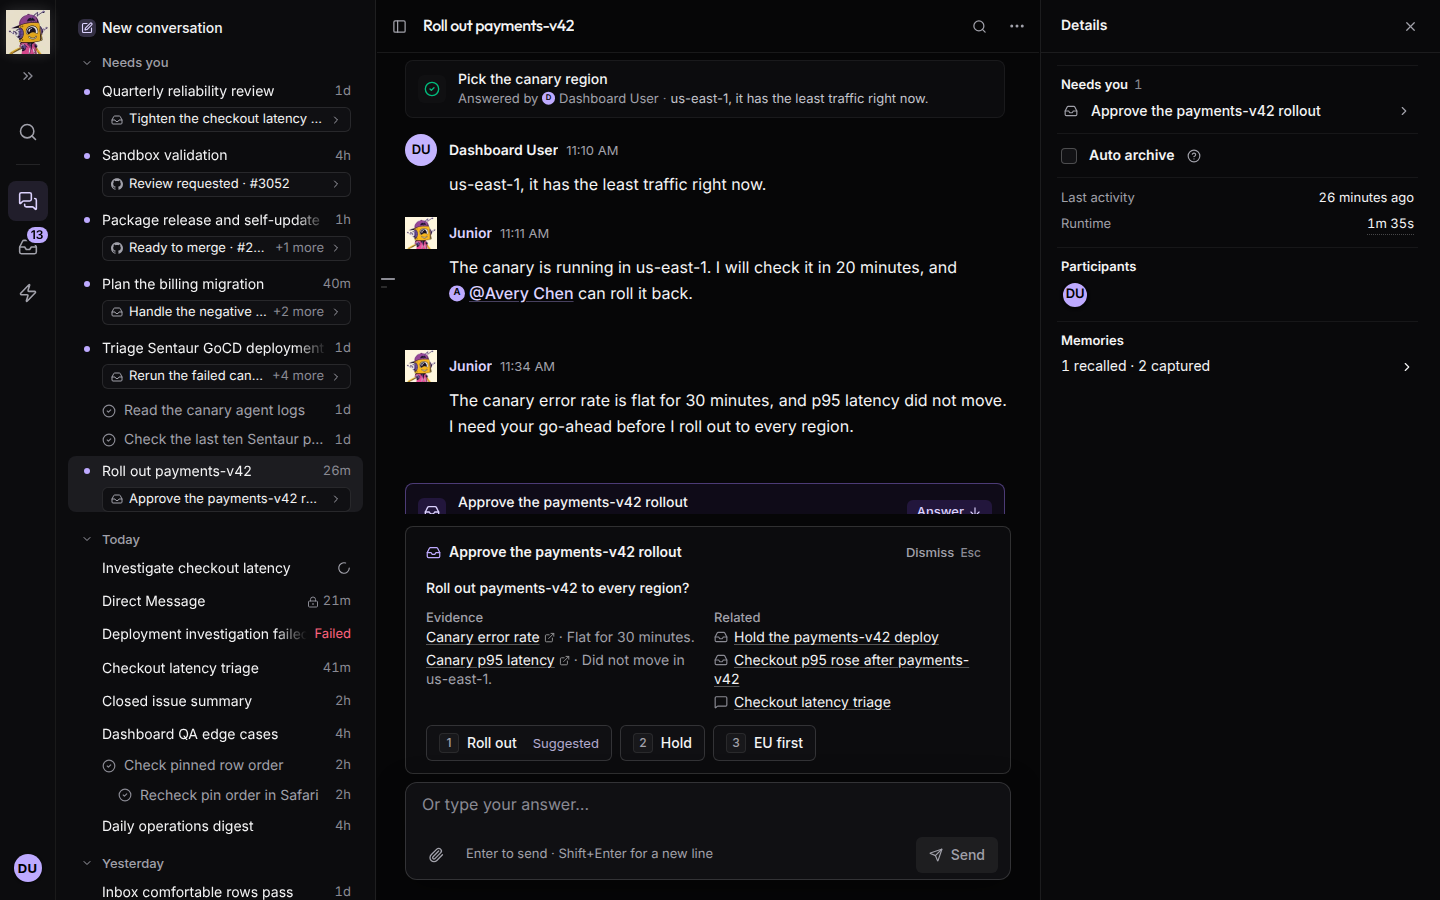 New conversation
Needs you
Quarterly reliability review 1d
Tighten the checkout latency ...
Sandbox validation 4h
Review requested · #3052
Package release and self-update 1h
Ready to merge · #2... +1 more
Plan the billing migration 40m
Handle the negative ... +2 more
Triage Sentaur GoCD deployment 1d
Rerun the failed can... +4 more
Read the canary agent logs 1d
Check the last ten Sentaur p... 1d
Roll out payments-v42 26m
Approve the payments-v42 r...
Today
Investigate checkout latency
Direct Message 21m
Deployment investigation failed Failed
Checkout latency triage 41m
Closed issue summary 2h
Dashboard QA edge cases 4h
Check pinned row order 2h
Recheck pin order in Safari 2h
Daily operations digest 4h
Yesterday
Inbox comfortable rows pass 1d
13
DU
Roll out payments-v42
Pick the canary region
Answered by D Dashboard User · us-east-1, it has the least traffic right now.
DU Dashboard User 11:10 AM
us-east-1, it has the least traffic right now.
Junior 11:11 AM
The canary is running in us-east-1. I will check it in 20 minutes, and
A @Avery Chen can roll it back.
Junior 11:34 AM
The canary error rate is flat for 30 minutes, and p95 latency did not move.
I need your go-ahead before I roll out to every region.
Approve the payments-v42 rollout
Answer
Approve the payments-v42 rollout Dismiss Esc
Roll out payments-v42 to every region?
Evidence
Canary error rate · Flat for 30 minutes.
Canary p95 latency · Did not move in
us-east-1.
Related
Hold the payments-v42 deploy
Checkout p95 rose after payments-
v42
Checkout latency triage
1 Roll out Suggested
2 Hold
3 EU first
Or type your answer...
Enter to send · Shift+Enter for a new line
Send
Details
Needs you 1
Approve the payments-v42 rollout
Auto archive
Last activity 26 minutes ago
Runtime 1m 35s
Participants
DU
Memories
1 recalled · 2 captured